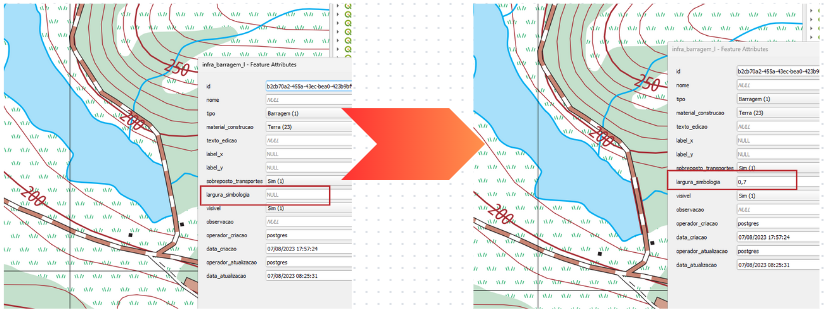 infra_barragem_l - Feature Attributes
id b2cb70a2-455a-43ec-bea0-423b9bf
nome NULL
tipo Barragem (1)
material_construcao Terra (23)
texto_edicao NULL
label_x NULL
label_y NULL
sobreposto_transportes Sim (1)
largura_simbologia NULL
visivel Sim (1)
observacao NULL
operador_criacao postgres
data_criacao 07/08/2023 17:57:24
operador_atualizacao postgres
data_atualizacao 07/08/2023 08:25:31
250
200
200
infra_barragem_l - Feature Attributes
id b2cb70a2-455a-43ec-bea0-423b9
nome NULL
tipo Barragem (1)
material_construcao Terra (23)
texto_edicao NULL
label_x NULL
label_y NULL
sobreposto_transportes Sim (1)
largura_simbologia 0,7
visivel Sim (1)
observacao NULL
operador_criacao postgres
data_criacao 07/08/2023 17:57:24
operador_atualizacao postgres
data_atualizacao 07/08/2023 08:25:31
250
200
200